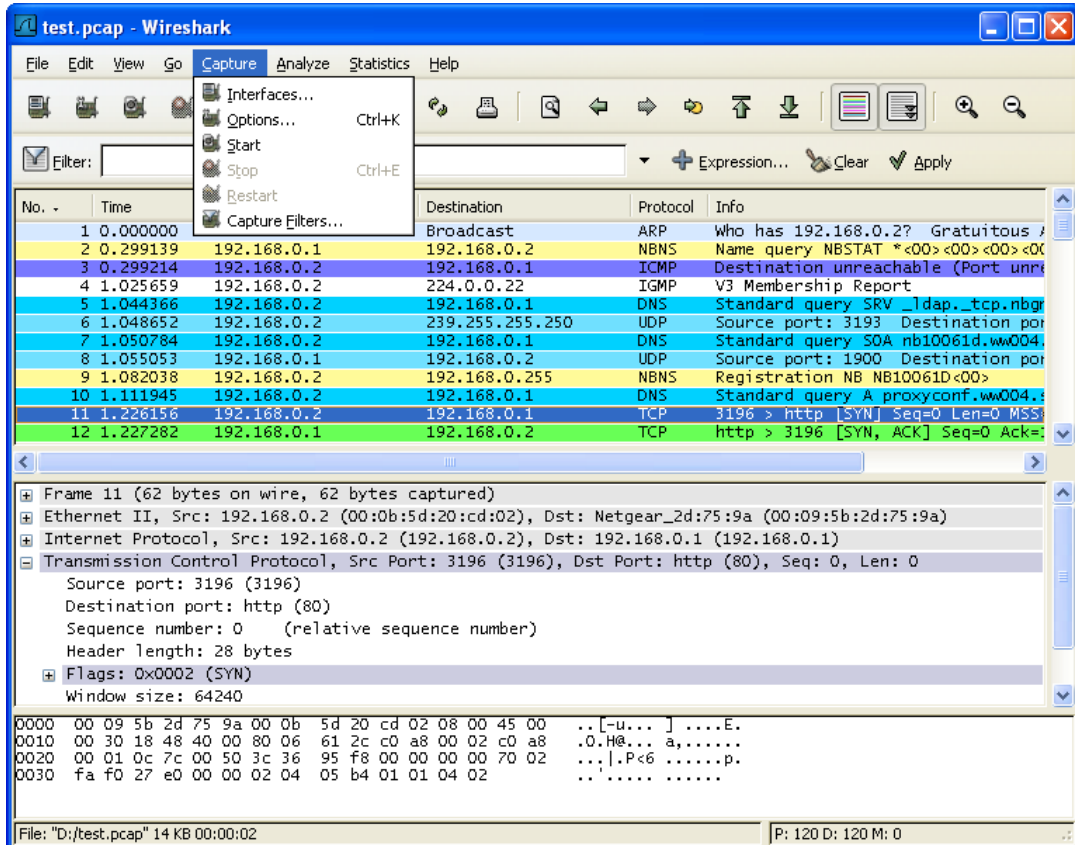 test.pcap - Wireshark
File Edit View Go Capture Analyze Statistics Help
Interfaces...
Options... Ctrl+K
Start
Stop Ctrl+E
Restart
Capture Filters...
Filter: Expression... Clear Apply
No. Time Destination Protocol Info
1 0.000000 Broadcast ARP Who has 192.168.0.2? Gratuitous
2 0.299139 192.168.0.1 192.168.0.2 NBNS Name query NBSTAT *<00><00><00><00
3 0.299214 192.168.0.2 192.168.0.1 ICMP Destination unreachable (Port unre
4 1.025659 192.168.0.2 224.0.0.22 IGMP V3 Membership Report
5 1.044366 192.168.0.2 192.168.0.1 DNS Standard query SRV _ldap._tcp.nbgm
6 1.048652 192.168.0.2 239.255.255.250 UDP Source port: 3193 Destination por
7 1.050784 192.168.0.2 192.168.0.1 DNS Standard query SOA nb10061d.ww004.
8 1.055053 192.168.0.1 192.168.0.2 UDP Source port: 1900 Destination por
9 1.082038 192.168.0.2 192.168.0.255 NBNS Registration NB NB10061D<00>
10 1.111945 192.168.0.2 192.168.0.1 DNS Standard query A proxyconf.ww004.s
11 1.226156 192.168.0.2 192.168.0.1 TCP 3196 > http [SYN] Seq=0 Len=0 MSS=
12 1.227282 192.168.0.1 192.168.0.2 TCP http > 3196 [SYN, ACK] Seq=0 Ack=1
Frame 11 (62 bytes on wire, 62 bytes captured)
Ethernet II, Src: 192.168.0.2 (00:0b:5d:20:cd:02), Dst: Netgear_2d:75:9a (00:09:5b:2d:75:9a)
Internet Protocol, Src: 192.168.0.2 (192.168.0.2), Dst: 192.168.0.1 (192.168.0.1)
Transmission Control Protocol, Src Port: 3196 (3196), Dst Port: http (80), Seq: 0, Len: 0
Source port: 3196 (3196)
Destination port: http (80)
Sequence number: 0 (relative sequence number)
Header length: 28 bytes
Flags: 0x0002 (SYN)
Window size: 64240
0000 00 09 5b 2d 75 9a 00 0b 5d 20 cd 02 08 00 45 00 ..[-u... ] ....E.
0010 00 30 18 48 40 00 80 06 61 2c c0 a8 00 02 c0 a8 .0.H@... a,......
0020 00 01 0c 7c 00 50 3c 36 95 f8 00 00 00 00 70 02 ...|.P<6 ......p.
0030 fa f0 27 e0 00 00 02 04 05 b4 01 01 04 02 ..'..... ......
File: "D:/test.pcap" 14 KB 00:00:02 P: 120 D: 120 M: 0